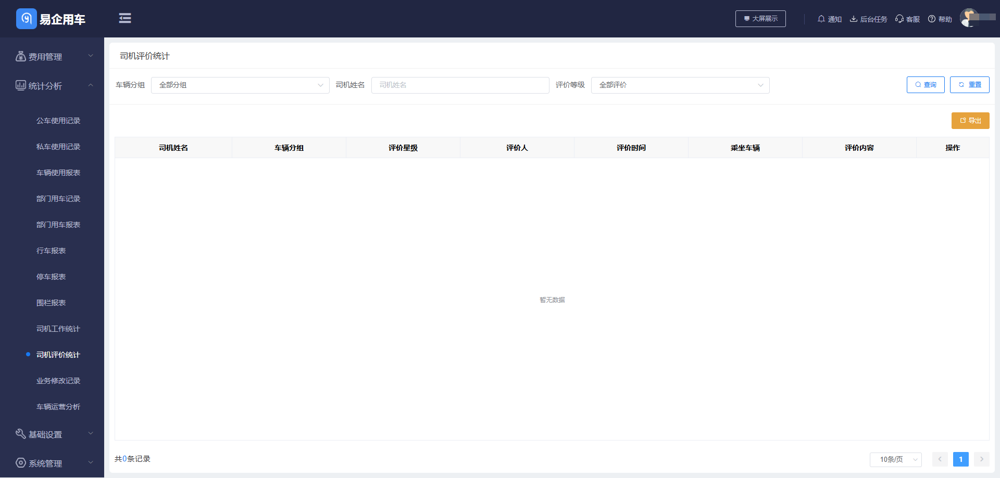 易企用车
大屏展示
通知
后台任务
客服
帮助
费用管理
统计分析
公车使用记录
私车使用记录
车辆使用报表
部门用车记录
部门用车报表
行车报表
停车报表
围栏报表
司机工作统计
司机评价统计
业务修改记录
车辆运营分析
基础设置
系统管理
司机评价统计
车辆分组 全部分组 司机姓名 司机姓名 评价等级 全部评价 查询 重置
导出
司机姓名 车辆分组 评价星级 评价人 评价时间 乘坐车辆 评价内容 操作
暂无数据
共0条记录 10条/页 1